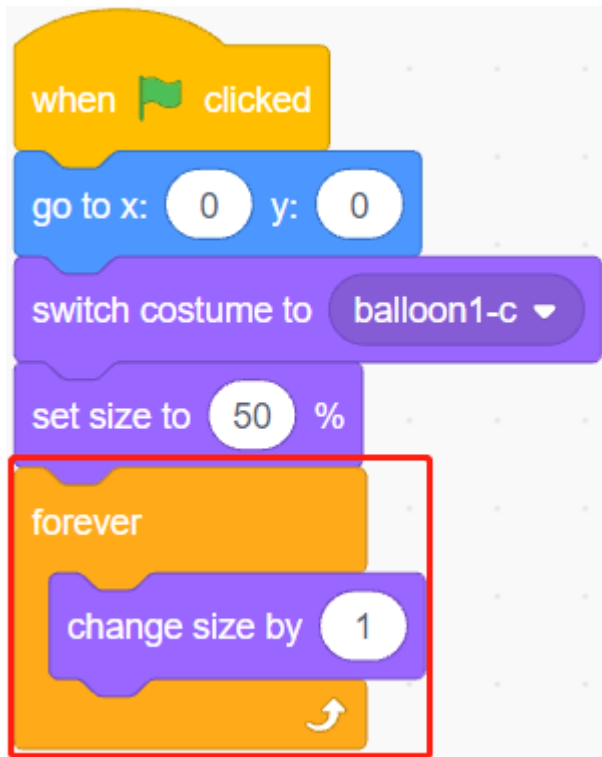 when clicked
go to x: 0 y: 0
switch costume to balloon1-c
set size to 50 %
forever
change size by 1